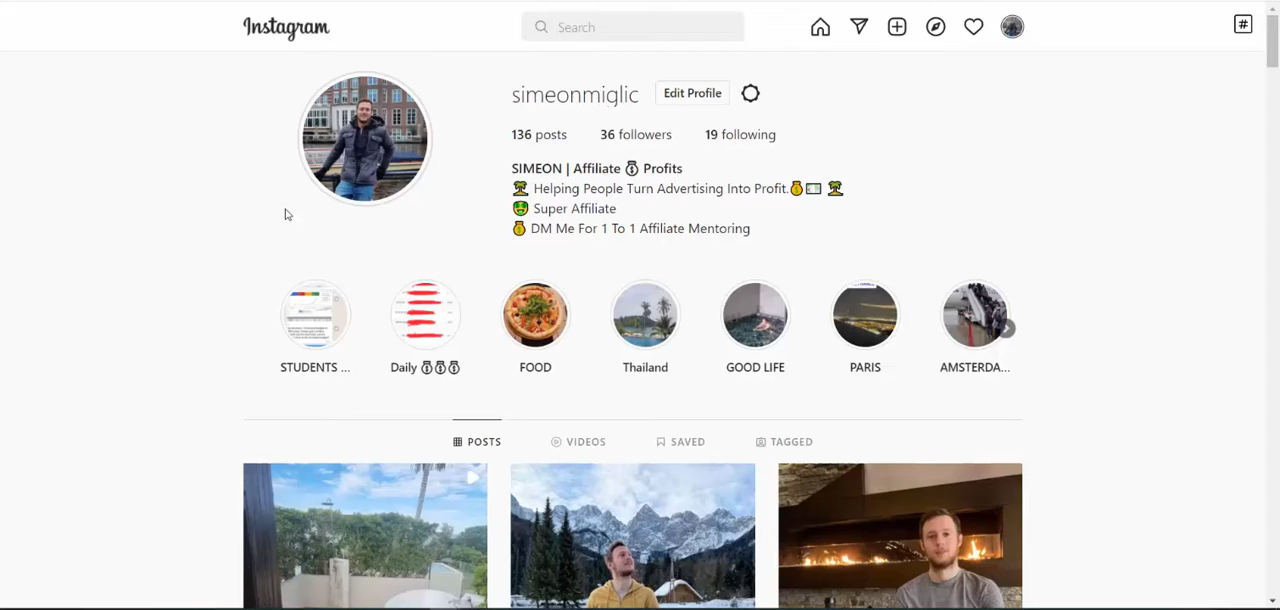 Instagram
Search
#
simeonmiglic Edit Profile
136 posts 36 followers 19 following
SIMEON | Affiliate 💰 Profits
🌴 Helping People Turn Advertising Into Profit.💰💵 🌴
🤑 Super Affiliate
💰 DM Me For 1 To 1 Affiliate Mentoring
STUDENTS ... Daily 💰💰💰 FOOD Thailand GOOD LIFE PARIS AMSTERDA...
POSTS VIDEOS SAVED TAGGED